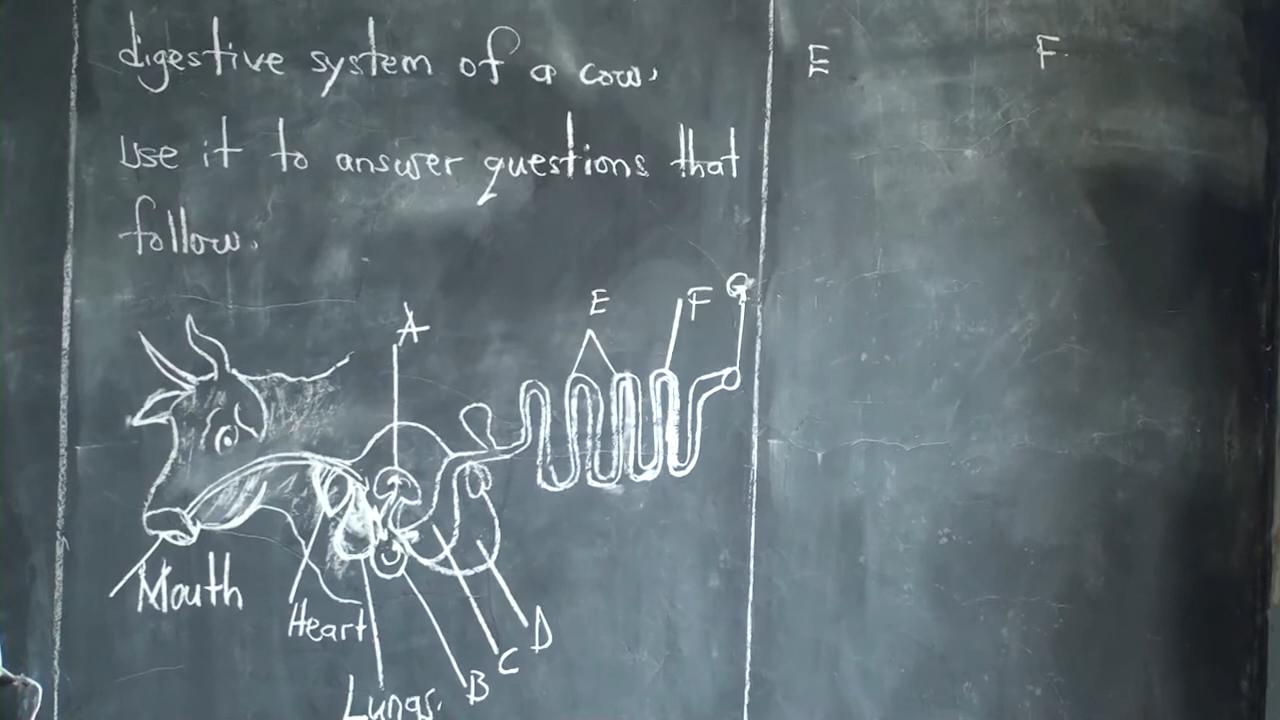 digestive system of a cow.
Use it to answer questions that
follow.
A
E
F
G
Mouth
Heart
Lungs.
B
C
D
E F.